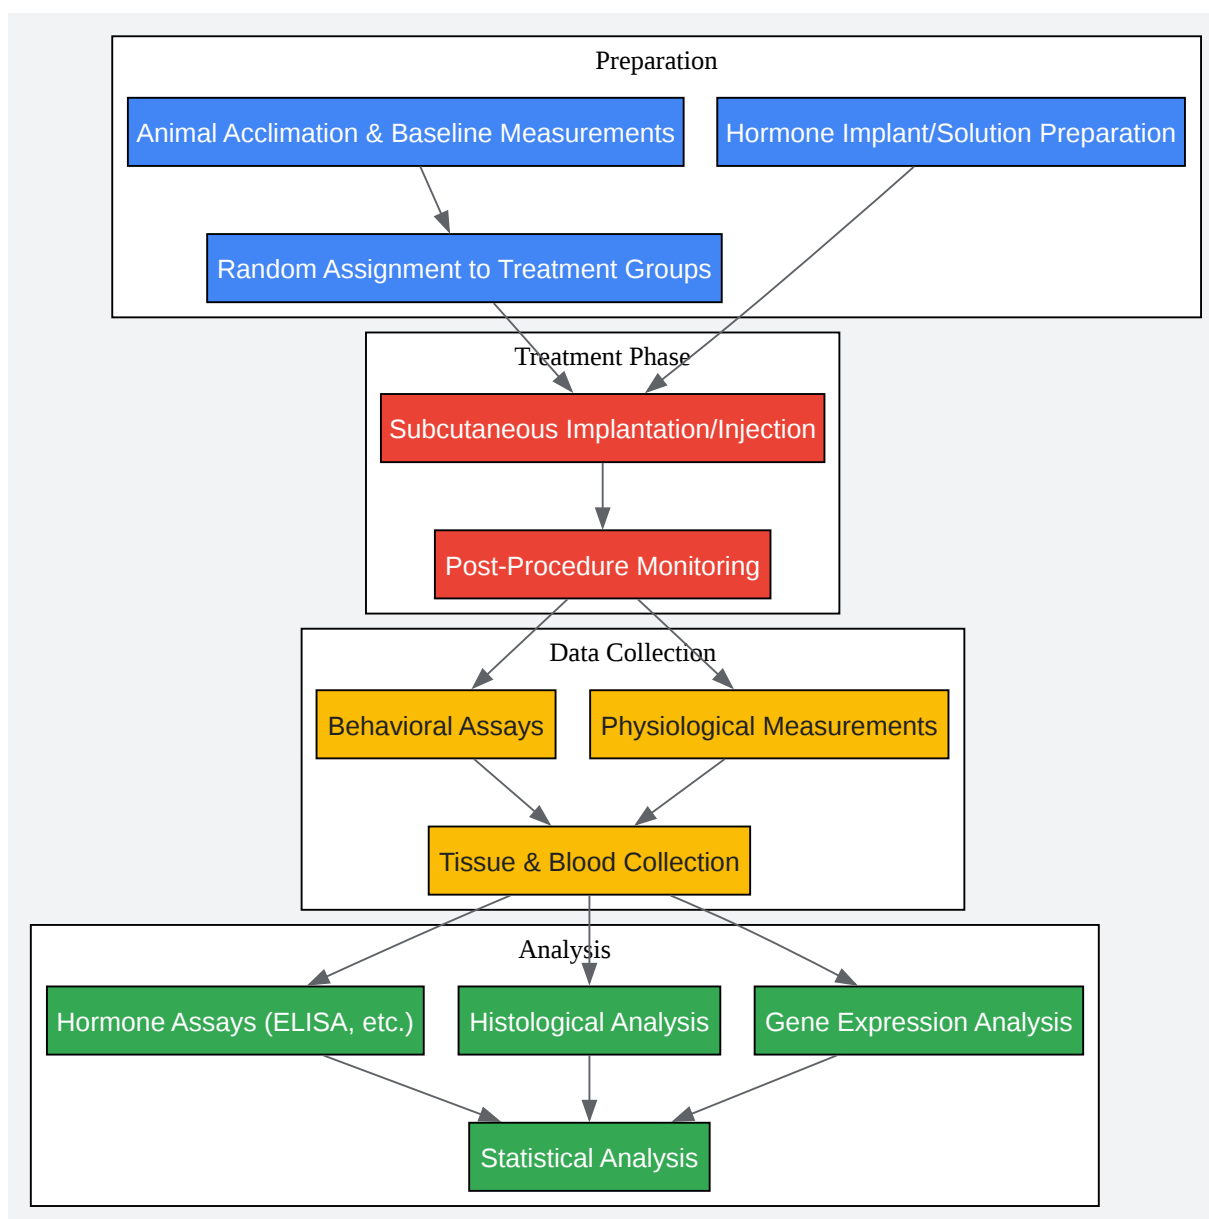 Preparation
Animal Acclimation & Baseline Measurements
Hormone Implant/Solution Preparation
Random Assignment to Treatment Groups
Treatment Phase
Subcutaneous Implantation/Injection
Post-Procedure Monitoring
Data Collection
Behavioral Assays
Physiological Measurements
Tissue & Blood Collection
Analysis
Hormone Assays (ELISA, etc.)
Histological Analysis
Gene Expression Analysis
Statistical Analysis